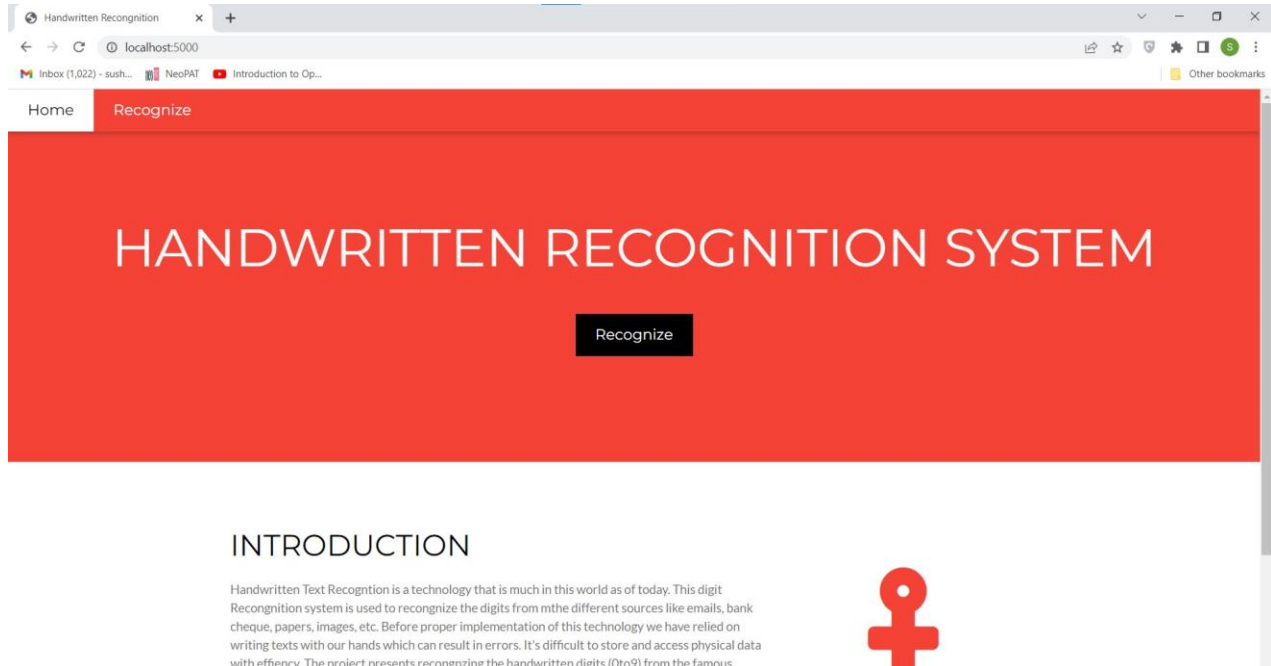 Handwritten Recongnition
localhost:5000
S
Inbox (1,022) - sush...
NeoPAT
Introduction to Op...
Other bookmarks
Home
Recognize
HANDWRITTEN RECOGNITION SYSTEM
Recognize
INTRODUCTION
Handwritten Text Recogntion is a technology that is much in this world as of today. This digit
Recongnition system is used to recongnize the digits from mthe different sources like emails, bank
cheque, papers, images, etc. Before proper implementation of this technology we have relied on
writing texts with our hands which can result in errors. It's difficult to store and access physical data
with effiency. The project presents recongnzing the handwritten digits (0to9) from the famous